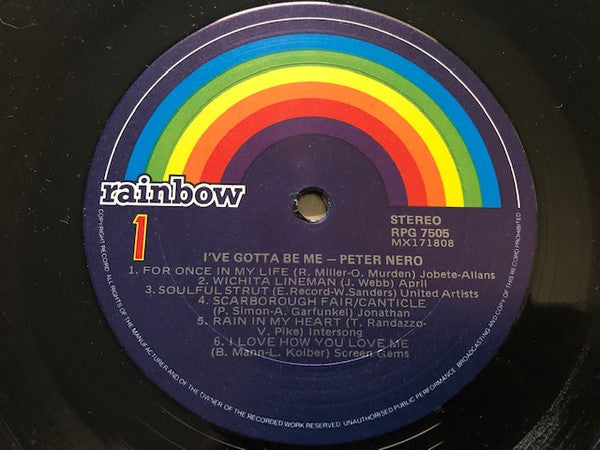 rainbow
1
STEREO
RPG 7505
MX171808
I'VE GOTTA BE ME – PETER NERO
1. FOR ONCE IN MY LIFE (R. Miller-O. Murden) Jobete-Allans
2. WICHITA LINEMAN (J. Webb) April
3. SOULFUL STRUT (E.Record-W.Sanders) United Artists
4. SCARBOROUGH FAIR/CANTICLE
(P. Simon-A. Garfunkel) Jonathan
5. RAIN IN MY HEART (T. Randazzo-
V. Pike) Intersong
6. I LOVE HOW YOU LOVE ME
(B. Mann-L. Kolber) Screen Gems
COPYRIGHT RECORD. ALL RIGHTS OF THE MANUFACTURER AND OF THE OWNER OF THE RECORDED WORK RESERVED. UNAUTHORISED PUBLIC PERFORMANCE, BROADCASTING AND COPYING OF THIS RECORD PROHIBITED